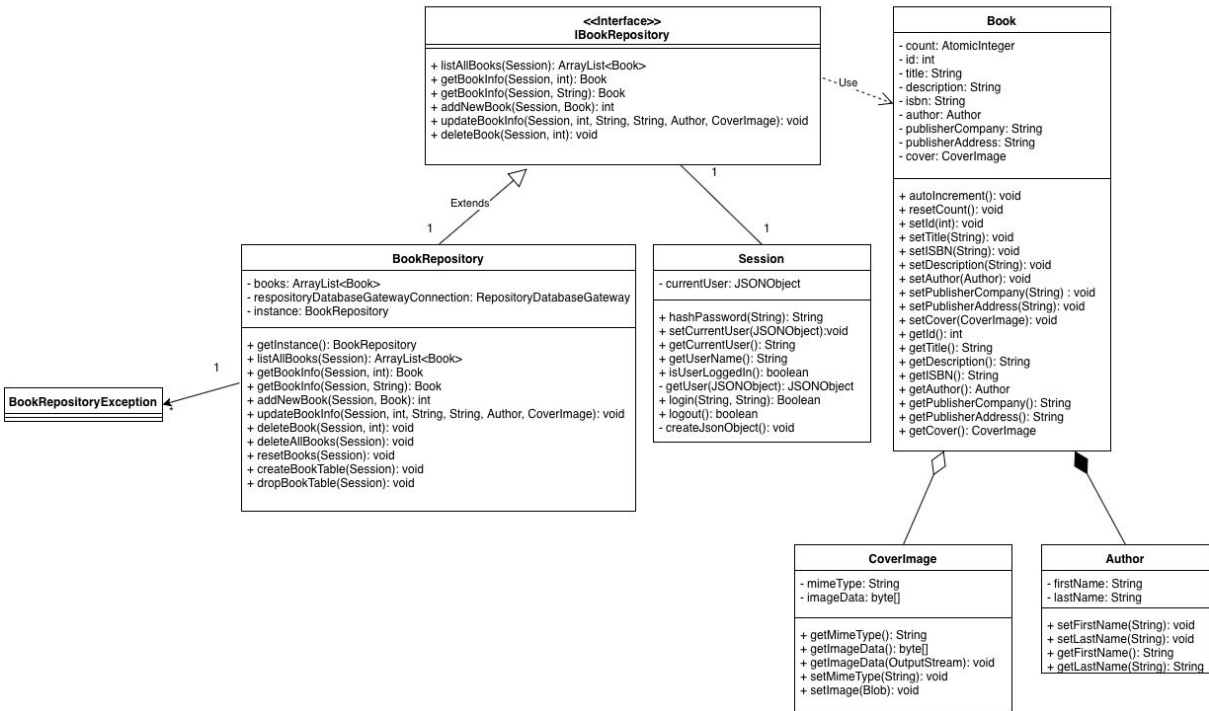 <<Interface>>
IBookRepository
+ listAllBooks(Session): ArrayList<Book>
+ getBookInfo(Session, int): Book
+ getBookInfo(Session, String): Book
+ addNewBook(Session, Book): int
+ updateBookInfo(Session, int, String, String, Author, CoverImage): void
+ deleteBook(Session, int): void
Use
Book
- count: AtomicInteger
- id: int
- title: String
- description: String
- isbn: String
- author: Author
- publisherCompany: String
- publisherAddress: String
- cover: CoverImage
+ autoIncrement(): void
+ resetCount(): void
+ setId(int): void
+ setTitle(String): void
+ setISBN(String): void
+ setDescription(String): void
+ setAuthor(Author): void
+ setPublisherCompany(String) : void
+ setPublisherAddress(String): void
+ setCover(CoverImage): void
+ getId(): int
+ getTitle(): String
+ getDescription(): String
+ getISBN(): String
+ getAuthor(): Author
+ getPublisherCompany(): String
+ getPublisherAddress(): String
+ getCover(): CoverImage
Extends
1
1
1
BookRepository
- books: ArrayList<Book>
- respositoryDatabaseGatewayConnection: RepositoryDatabaseGateway
- instance: BookRepository
+ getInstance(): BookRepository
+ listAllBooks(Session): ArrayList<Book>
+ getBookInfo(Session, int): Book
+ getBookInfo(Session, String): Book
+ addNewBook(Session, Book): int
+ updateBookInfo(Session, int, String, String, Author, CoverImage): void
+ deleteBook(Session, int): void
+ deleteAllBooks(Session): void
+ resetBooks(Session): void
+ createBookTable(Session): void
+ dropBookTable(Session): void
Session
- currentUser: JSONObject
+ hashPassword(String): String
+ setCurrentUser(JSONObject):void
+ getCurrentUser(): String
+ getUserName(): String
+ isUserLoggedIn(): boolean
- getUser(JSONObject): JSONObject
+ login(String, String): Boolean
+ logout(): boolean
- createJsonObject(): void
1
*
BookRepositoryException
CoverImage
- mimeType: String
- imageData: byte[]
+ getMimeType(): String
+ getImageData(): byte[]
+ getImageData(OutputStream): void
+ setMimeType(String): void
+ setImage(Blob): void
Author
- firstName: String
- lastName: String
+ setFirstName(String): void
+ setLastName(String): void
+ getFirstName(): String
+ getLastName(String): String